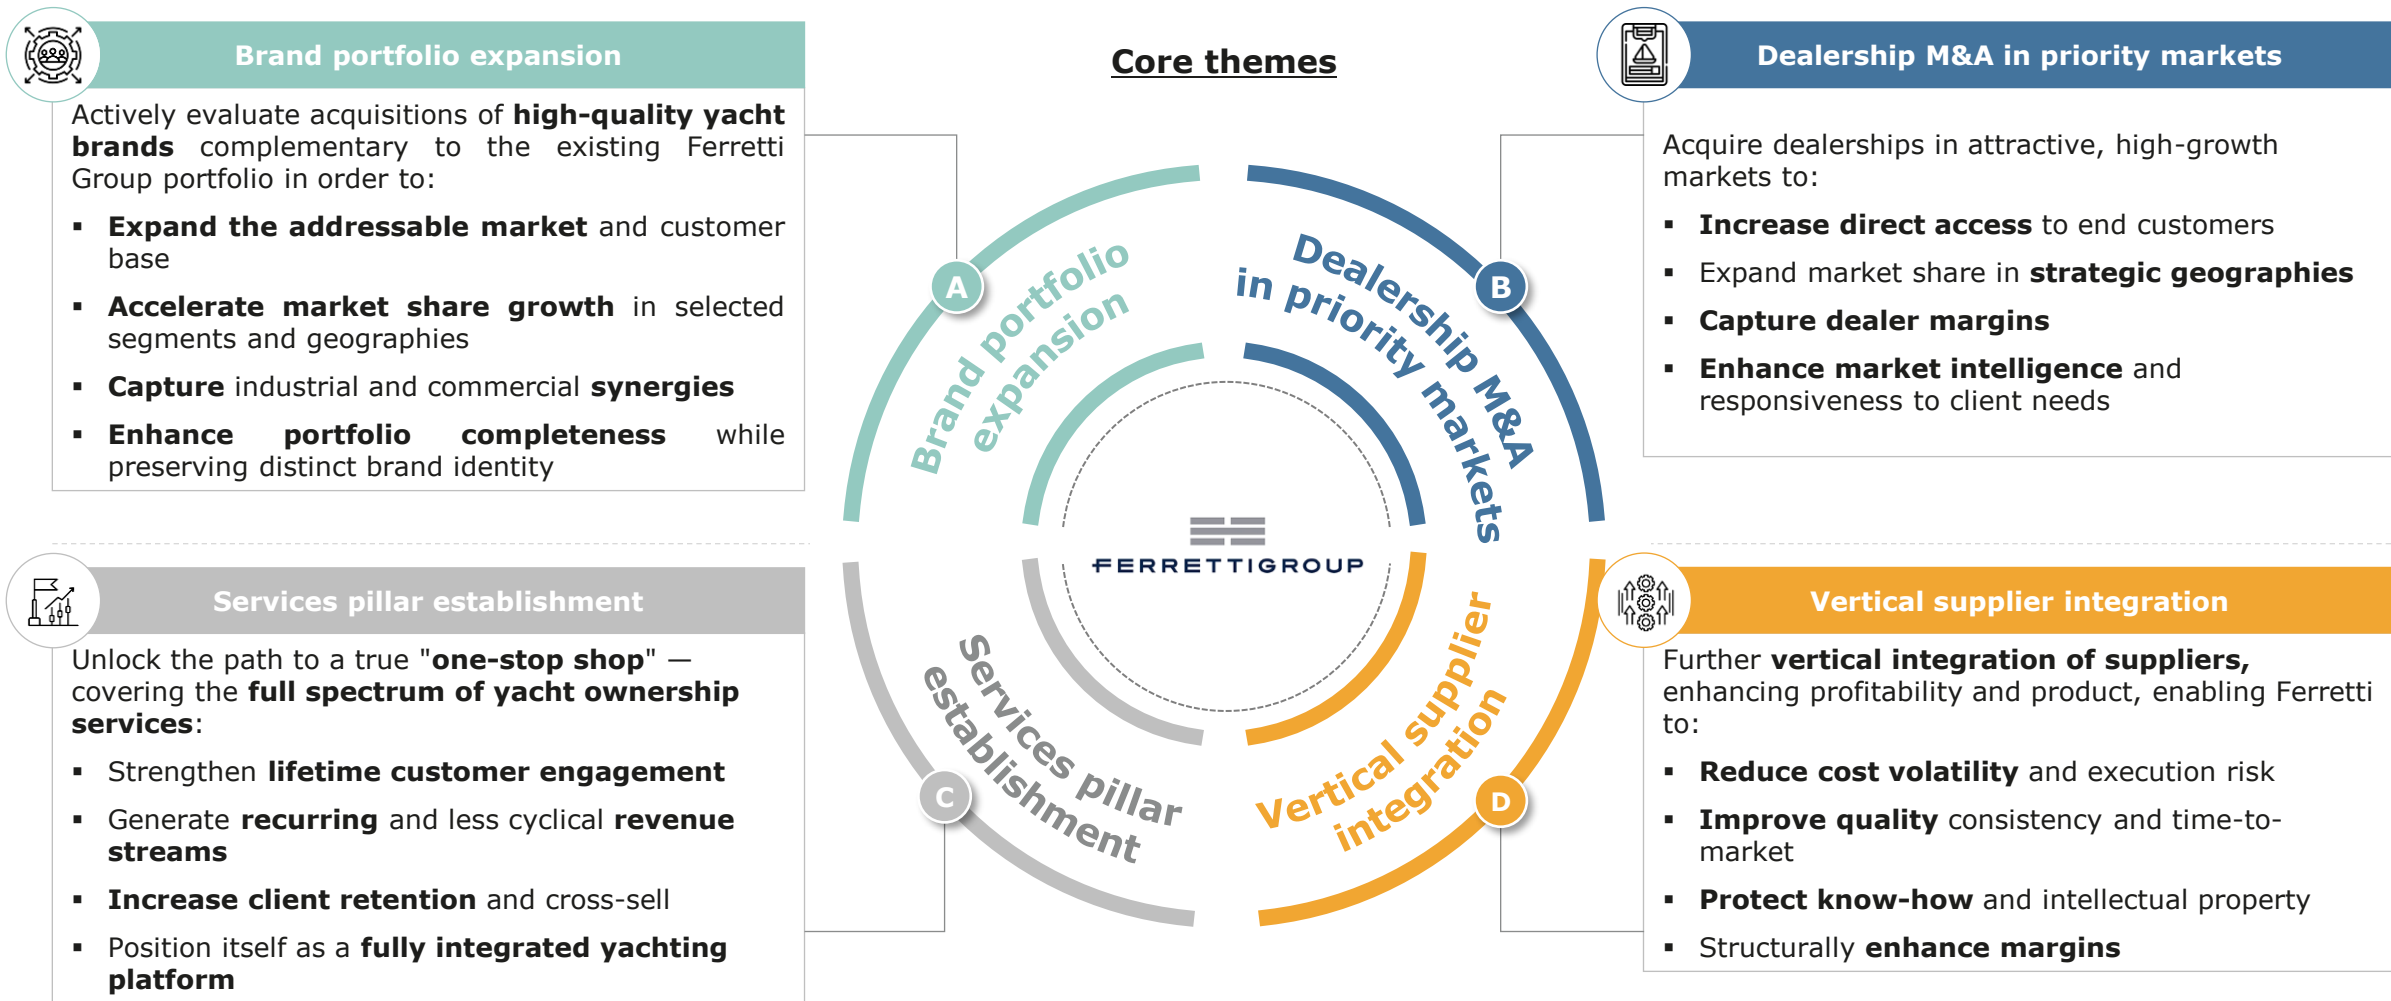 Core themes
Brand portfolio expansion
Actively evaluate acquisitions of high-quality yacht
brands complementary to the existing Ferretti
Group portfolio in order to:
▪ Expand the addressable market and customer
base
▪ Accelerate market share growth in selected
segments and geographies
▪ Capture industrial and commercial synergies
▪ Enhance portfolio completeness while
preserving distinct brand identity
Dealership M&A in priority markets
Acquire dealerships in attractive, high-growth
markets to:
▪ Increase direct access to end customers
▪ Expand market share in strategic geographies
▪ Capture dealer margins
▪ Enhance market intelligence and
responsiveness to client needs
A
Brand portfolio
expansion
B
Dealership M&A
in priority markets
FERRETTIGROUP
C
Services pillar
establishment
D
Vertical supplier
integration
Services pillar establishment
Unlock the path to a true "one-stop shop" —
covering the full spectrum of yacht ownership
services:
▪ Strengthen lifetime customer engagement
▪ Generate recurring and less cyclical revenue
streams
▪ Increase client retention and cross-sell
▪ Position itself as a fully integrated yachting
platform
Vertical supplier integration
Further vertical integration of suppliers,
enhancing profitability and product, enabling Ferretti
to:
▪ Reduce cost volatility and execution risk
▪ Improve quality consistency and time-to-
market
▪ Protect know-how and intellectual property
▪ Structurally enhance margins